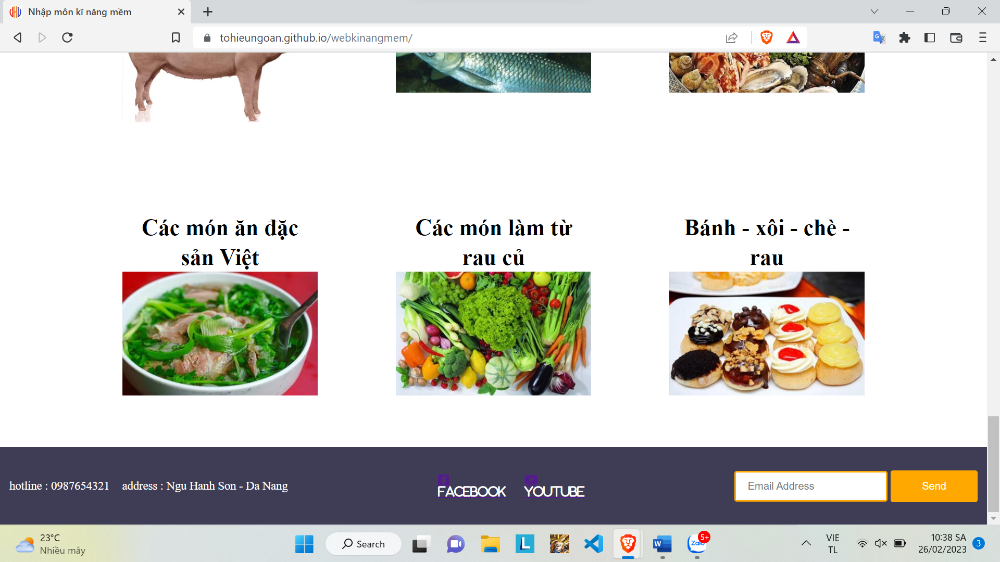 Nhập môn kĩ năng mềm
tohieungoan.github.io/webkinangmem/
Các món ăn đặc
sản Việt
Các món làm từ
rau củ
Bánh - xôi - chè -
rau
hotline : 0987654321 address : Ngu Hanh Son - Da Nang
FACEBOOK YOUTUBE
Email Address
Send
23°C
Nhiều mây
Search
L
W
Zalo
5+
VIE
TL
10:38 SA
26/02/2023
3